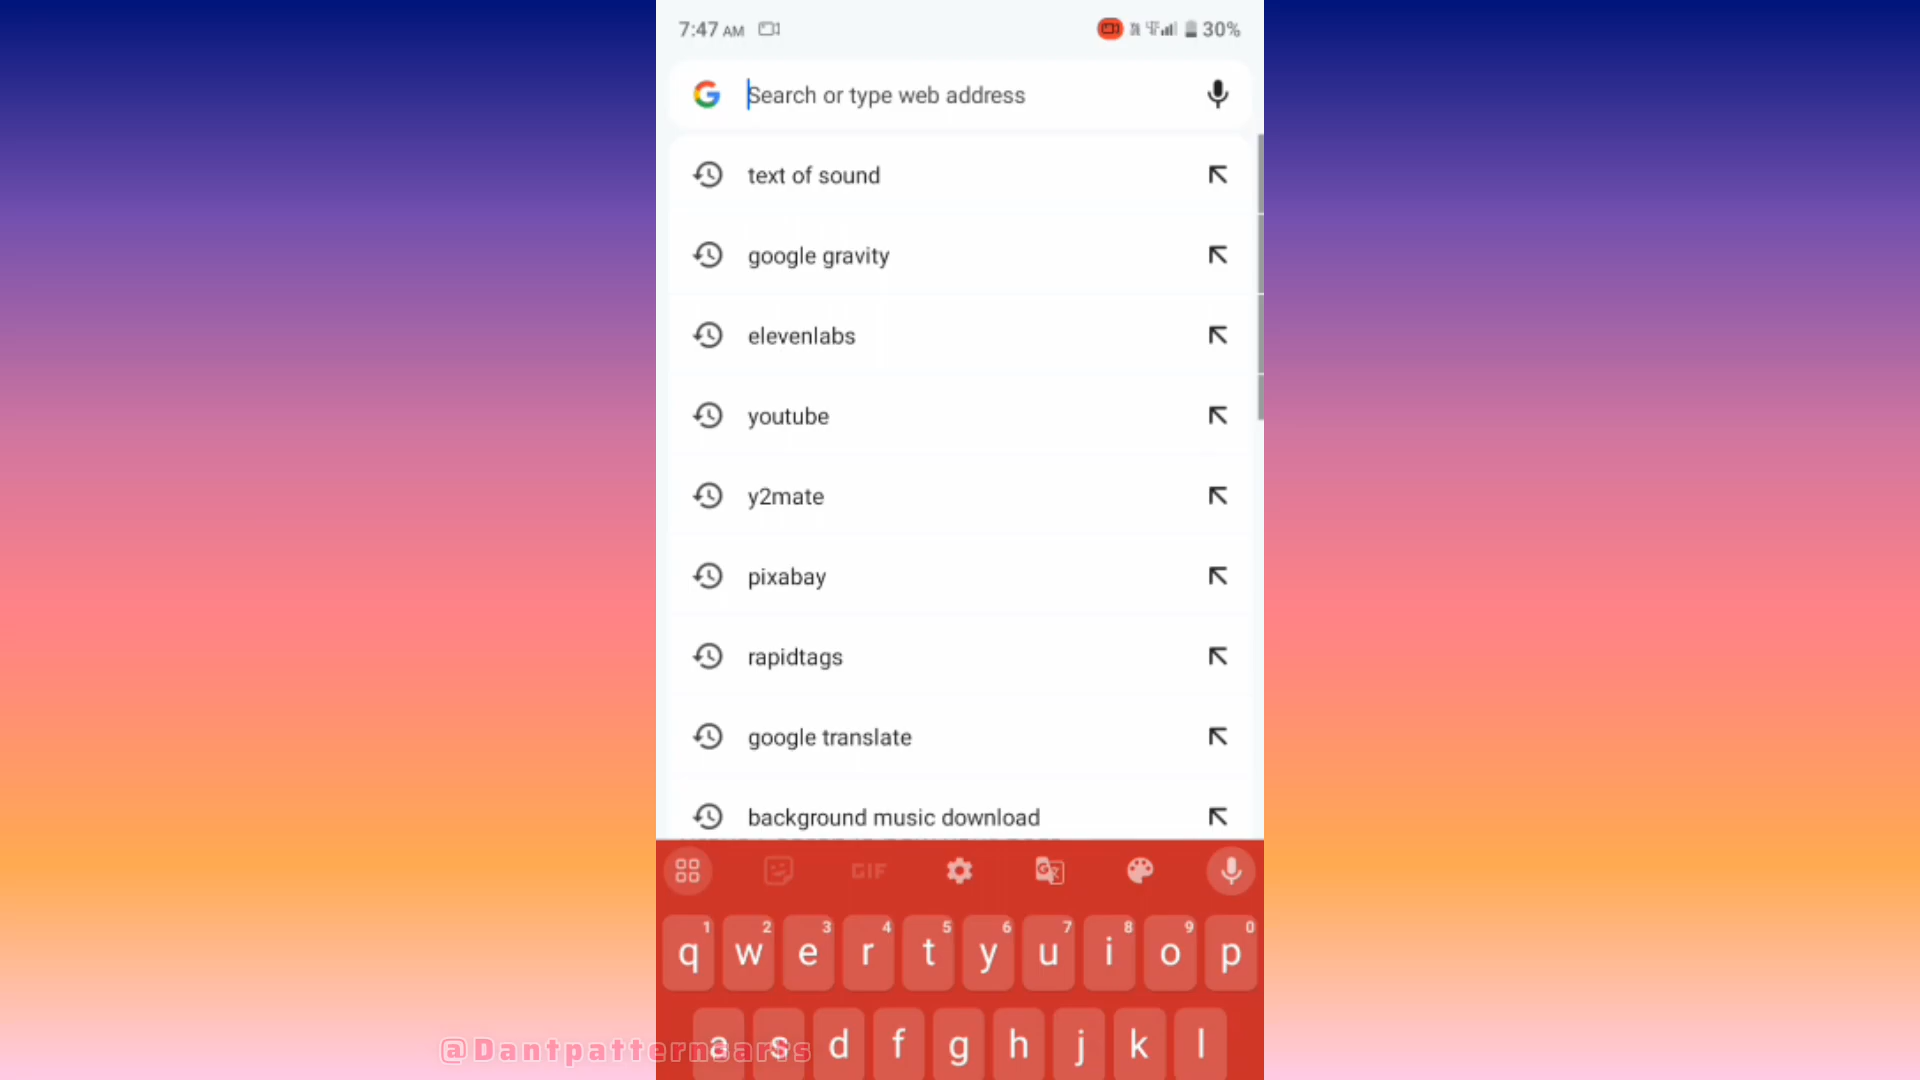 7:47 AM
30%
Search or type web address
text of sound
google gravity
elevenlabs
youtube
y2mate
pixabay
rapidtags
google translate
background music download
GIF
1 2 3 4 5 6 7 8 9 0
q w e r t y u i o p
a s d f g h j k l
@Dantpatternsarts